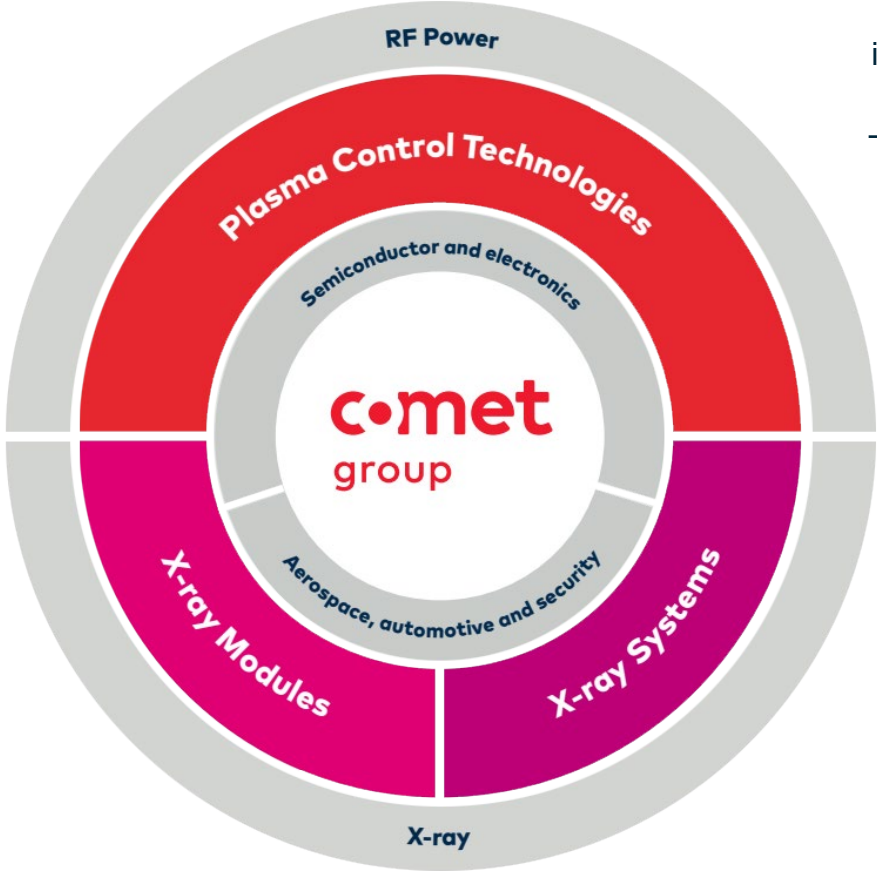 RF Power
Plasma Control Technologies
Semiconductor and electronics
comet
group
Aerospace, automotive and security
X-ray Modules
X-ray Systems
X-ray